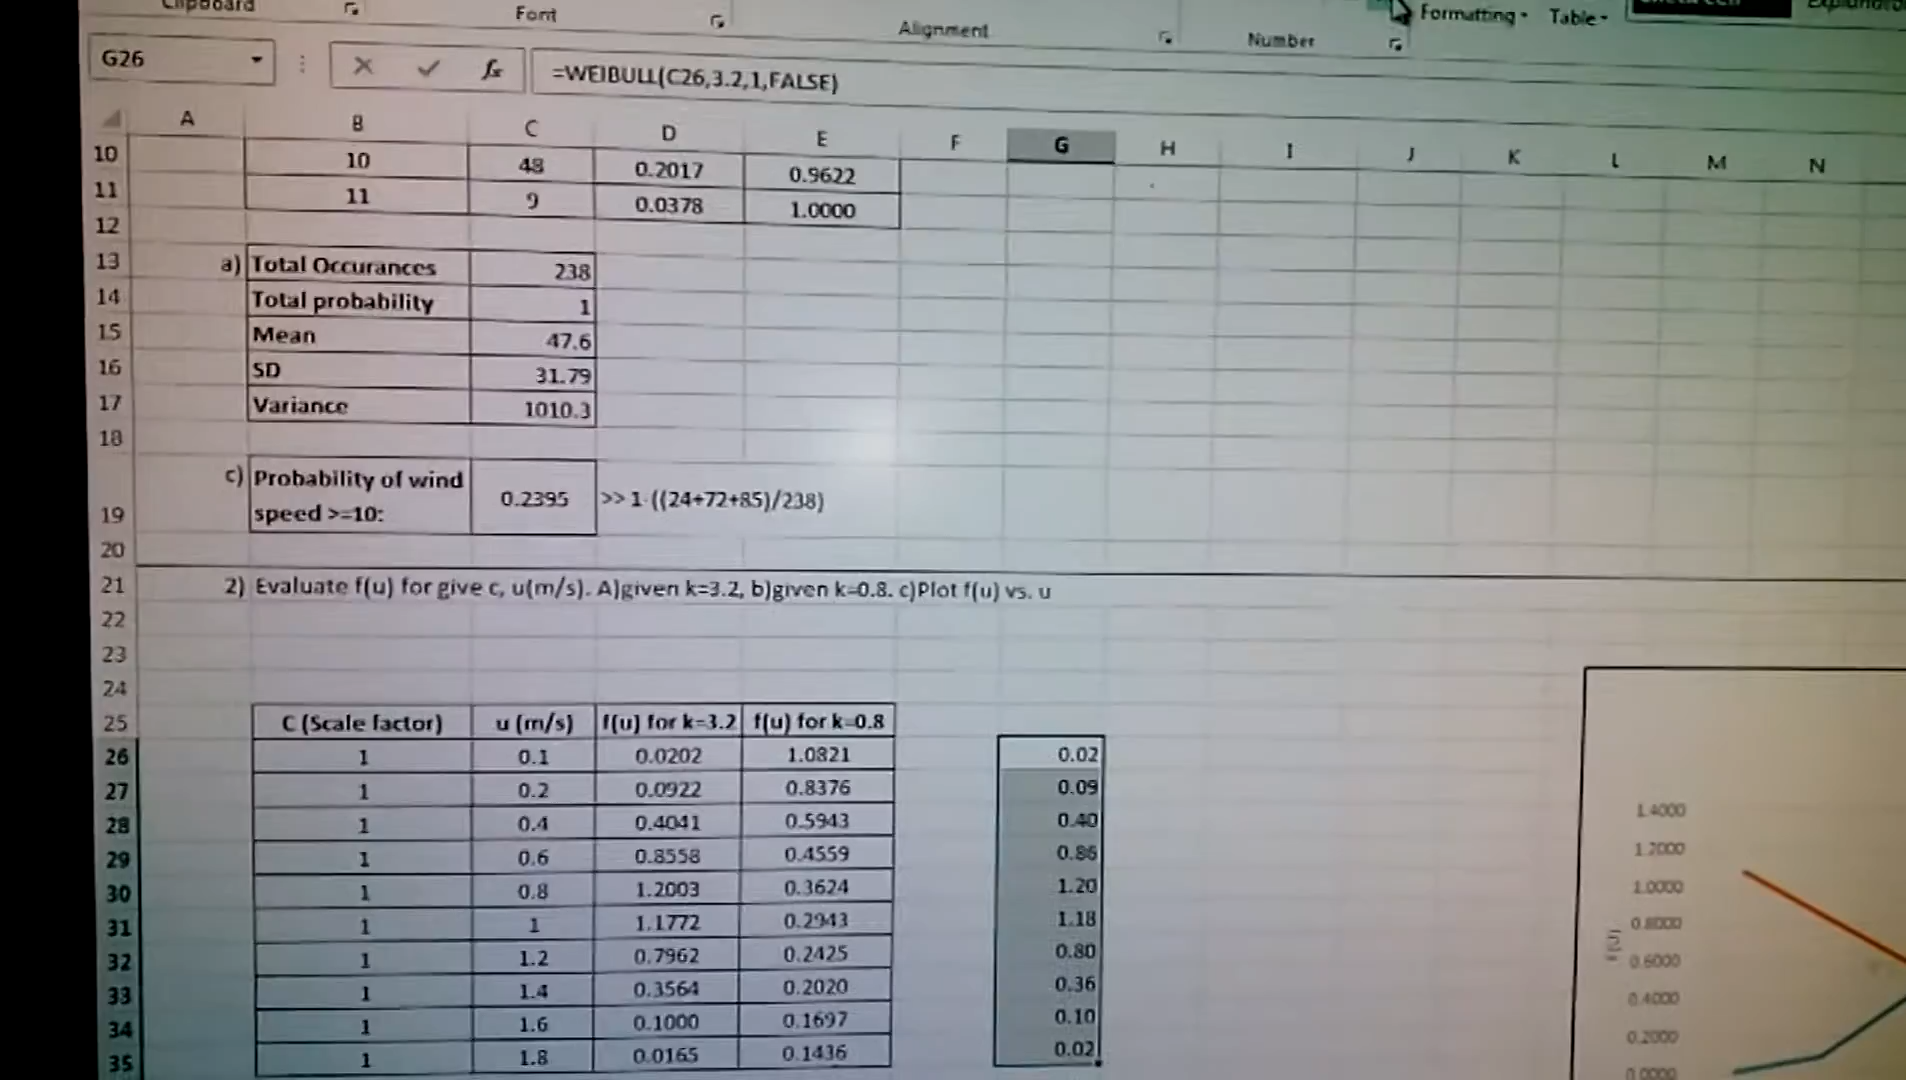 Clipboard Font Alignment Number Formatting Table
G26 fx =WEIBULL(C26,3.2,1,FALSE)
A B C D E F G H I J K L M N
10 10 48 0.2017 0.9622
11 11 9 0.0378 1.0000
12
13 a) Total Occurances 238
14 Total probability 1
15 Mean 47.6
16 SD 31.79
17 Variance 1010.3
18
c) Probability of wind
19 speed >=10: 0.2395 >> 1-((24+72+85)/238)
20
21 2) Evaluate f(u) for give c, u(m/s). A)given k=3.2, b)given k=0.8. c)Plot f(u) vs. u
22
23
24
25 C (Scale factor) u (m/s) f(u) for k=3.2 f(u) for k=0.8
26 1 0.1 0.0202 1.0821 0.02
27 1 0.2 0.0922 0.8376 0.09
28 1 0.4 0.4041 0.5943 0.40
29 1 0.6 0.8558 0.4559 0.86
30 1 0.8 1.2003 0.3624 1.20
31 1 1 1.1772 0.2943 1.18
32 1 1.2 0.7962 0.2425 0.80
33 1 1.4 0.3564 0.2020 0.36
34 1 1.6 0.1000 0.1697 0.10
35 1 1.8 0.0165 0.1436 0.02
1.4000
1.2000
1.0000
0.8000
f(U)
0.6000
0.4000
0.2000
0.0000